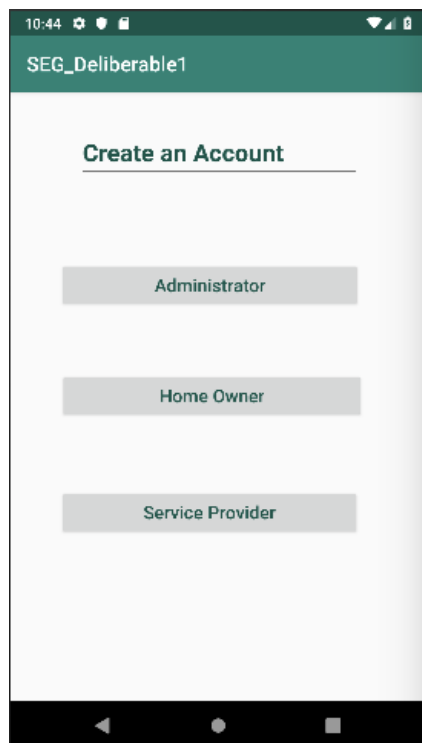 10:44
SEG_Deliberable1
Create an Account
Administrator
Home Owner
Service Provider